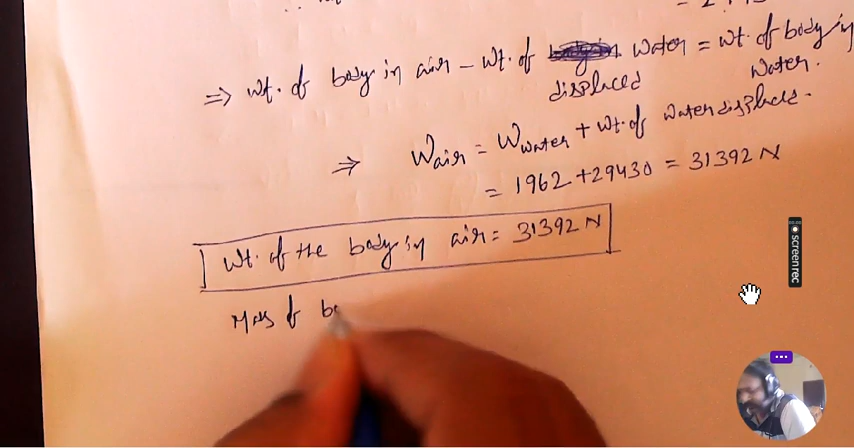 ⇒ Wt. of body in air – Wt. of water = Wt. of body in
displaced water.
⇒ Wair = Wwater + Wt. of water displaced.
= 1962 + 29430 = 31392 N
Wt. of the body in air = 31392 N
Mass of bo
screenrec